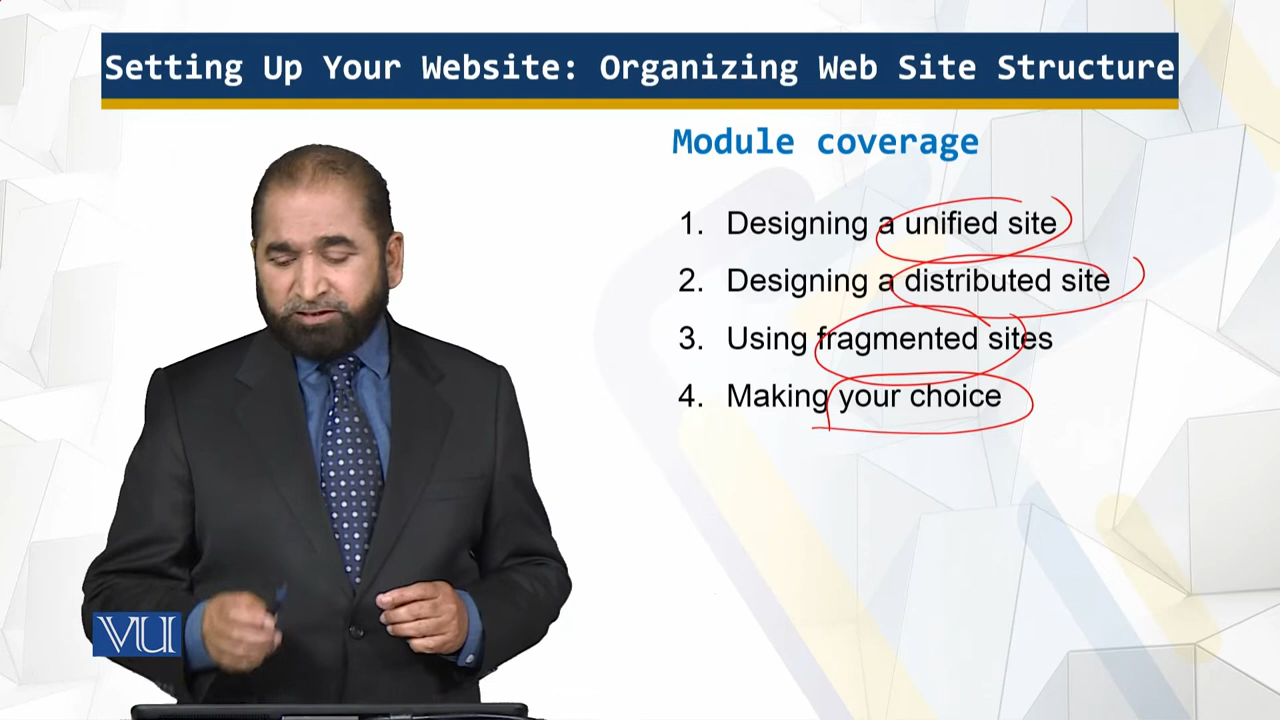 Setting Up Your Website: Organizing Web Site Structure
Module coverage
1. Designing a unified site
2. Designing a distributed site
3. Using fragmented sites
4. Making your choice
VU